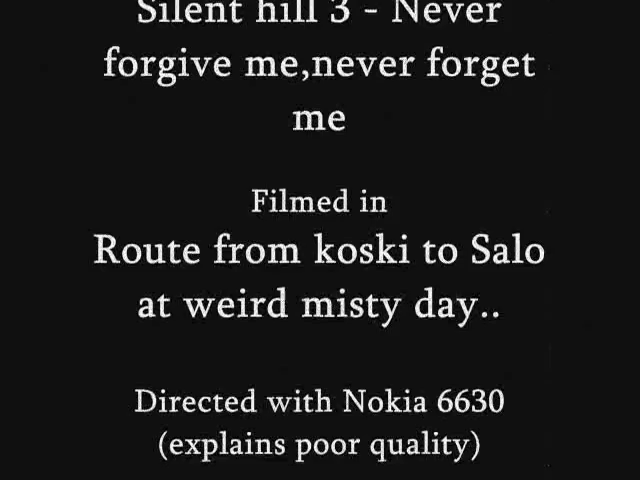 Silent hill 3 - Never
forgive me,never forget
me
Filmed in
Route from koski to Salo
at weird misty day..
Directed with Nokia 6630
(explains poor quality)